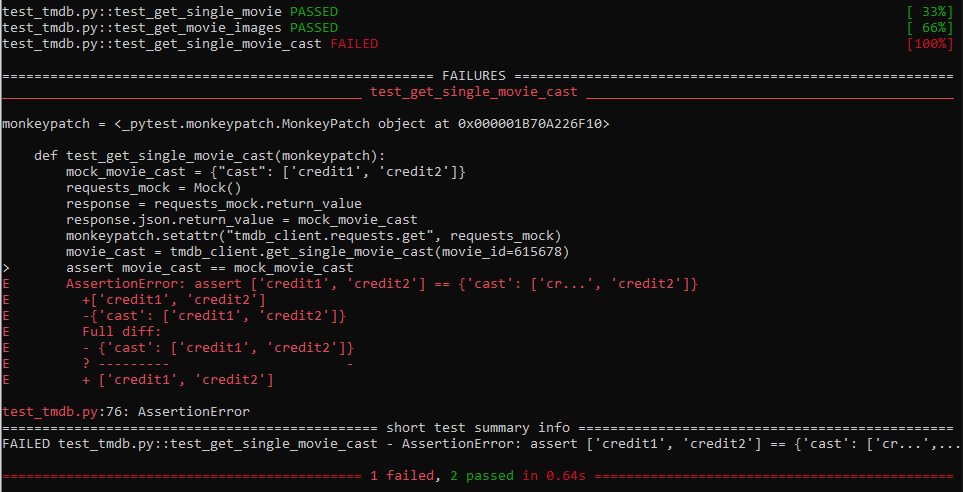 test_tmdb.py::test_get_single_movie PASSED [ 33%]
test_tmdb.py::test_get_movie_images PASSED [ 66%]
test_tmdb.py::test_get_single_movie_cast FAILED [100%]
====================================================== FAILURES =======================================================
_____________________________________________ test_get_single_movie_cast ______________________________________________
monkeypatch = <_pytest.monkeypatch.MonkeyPatch object at 0x000001B70A226F10>
    def test_get_single_movie_cast(monkeypatch):
        mock_movie_cast = {"cast": ['credit1', 'credit2']}
        requests_mock = Mock()
        response = requests_mock.return_value
        response.json.return_value = mock_movie_cast
        monkeypatch.setattr("tmdb_client.requests.get", requests_mock)
        movie_cast = tmdb_client.get_single_movie_cast(movie_id=615678)
>       assert movie_cast == mock_movie_cast
E       AssertionError: assert ['credit1', 'credit2'] == {'cast': ['cr...', 'credit2']}
E         +['credit1', 'credit2']
E         -{'cast': ['credit1', 'credit2']}
E         Full diff:
E         - {'cast': ['credit1', 'credit2']}
E         ? ---------                      -
E         + ['credit1', 'credit2']
test_tmdb.py:76: AssertionError
=============================================== short test summary info ===============================================
FAILED test_tmdb.py::test_get_single_movie_cast - AssertionError: assert ['credit1', 'credit2'] == {'cast': ['cr...',...
============================================= 1 failed, 2 passed in 0.64s =============================================